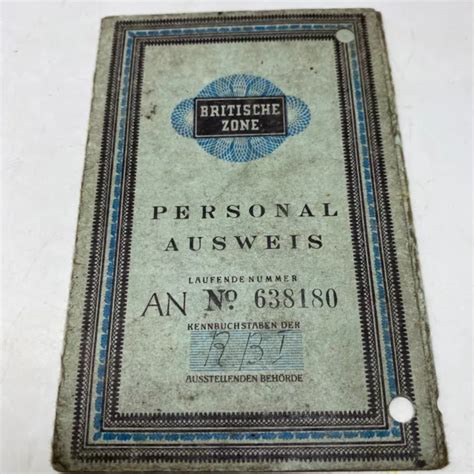 BRITISCHE
ZONE
PERSONAL
AUSWEIS
LAUFENDE NUMMER
AN No 638180
KENNBUCHSTABEN DER
AUSSTELLENDEN BEHÖRDE